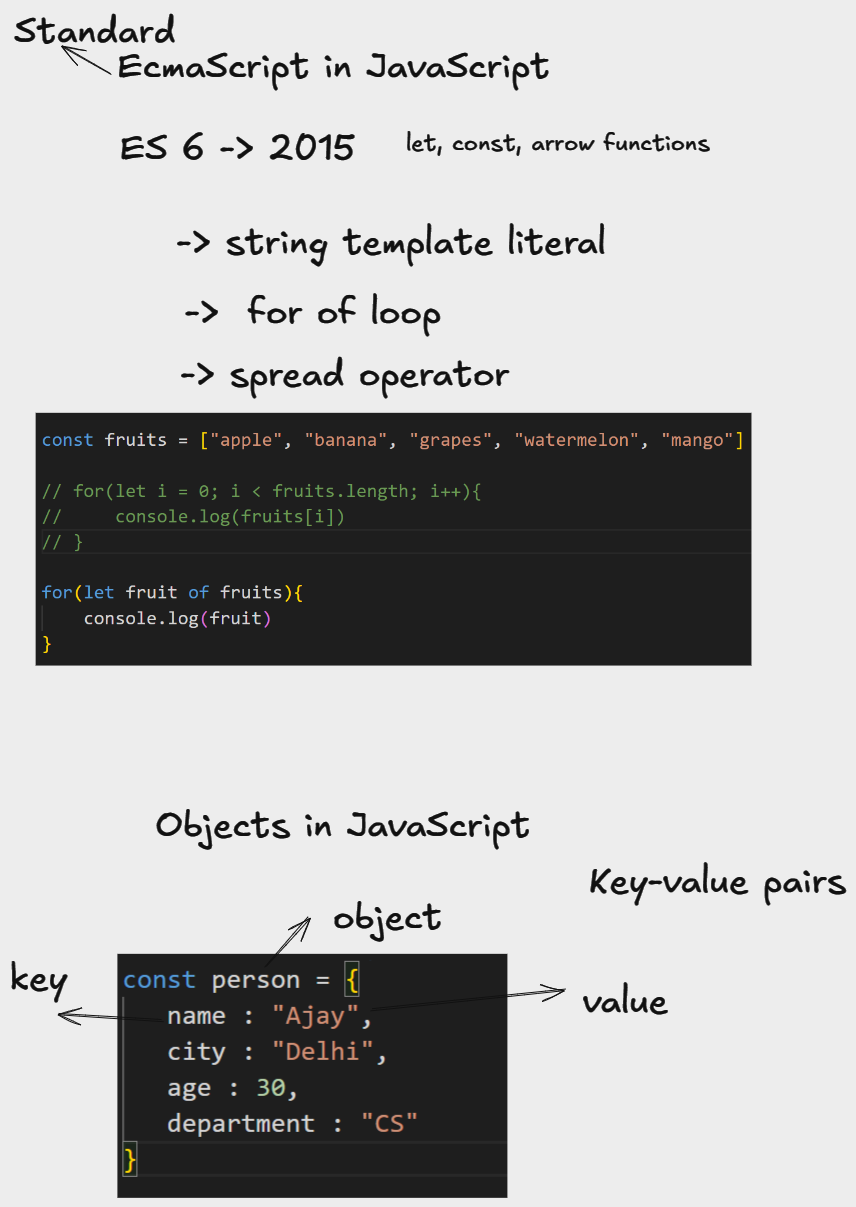 Standard
EcmaScript in JavaScript
ES 6 -> 2015 let, const, arrow functions
-> string template literal
-> for of loop
-> spread operator
const fruits = ["apple", "banana", "grapes", "watermelon", "mango"]
// for(let i = 0; i < fruits.length; i++){
//     console.log(fruits[i])
// }
for(let fruit of fruits){
    console.log(fruit)
}
Objects in JavaScript
Key-value pairs
object
key
const person = {
value
   name : "Ajay",
   city : "Delhi",
   age : 30,
   department : "CS"
}